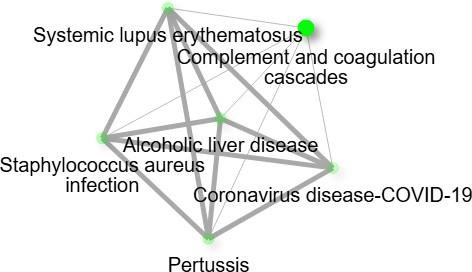 Systemic lupus erythematosus
Complement and coagulation
cascades
Alcoholic liver disease
Staphylococcus aureus
infection
Coronavirus disease-COVID-19
Pertussis